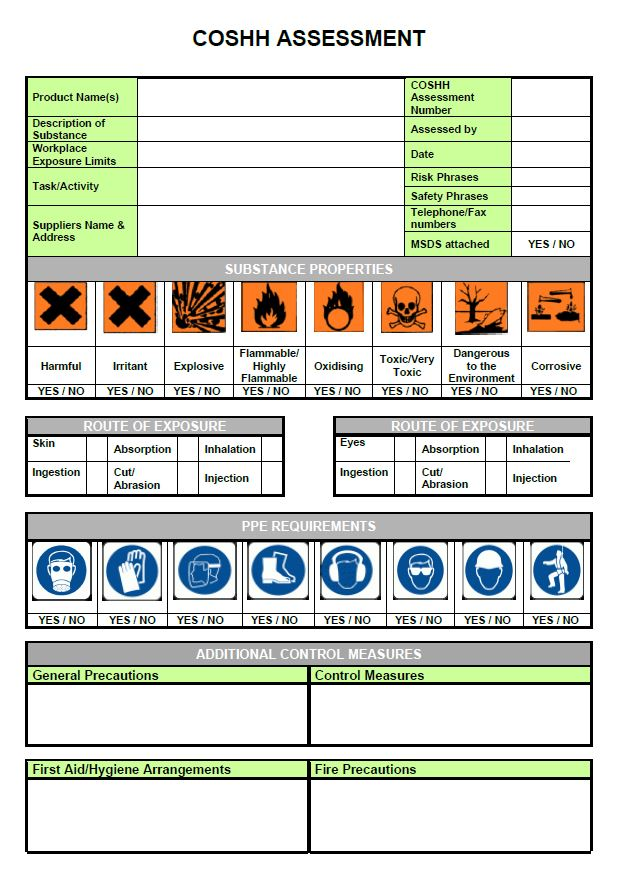 COSHH ASSESSMENT
Product Name(s)
COSHH
Assessment
Number
Description of
Substance
Assessed by
Workplace
Exposure Limits
Date
Task/Activity
Risk Phrases
Safety Phrases
Suppliers Name &
Address
Telephone/Fax
numbers
MSDS attached
YES / NO
SUBSTANCE PROPERTIES
Harmful
Irritant
Explosive
Flammable/
Highly
Flammable
Oxidising
Toxic/Very
Toxic
Dangerous
to the
Environment
Corrosive
YES / NO YES / NO YES / NO YES / NO YES / NO YES / NO YES / NO YES / NO
ROUTE OF EXPOSURE
Skin Absorption Inhalation
Ingestion Cut/
Abrasion
Injection
ROUTE OF EXPOSURE
Eyes Absorption Inhalation
Ingestion Cut/
Abrasion
Injection
PPE REQUIREMENTS
YES / NO YES / NO YES / NO YES / NO YES / NO YES / NO YES / NO YES / NO
ADDITIONAL CONTROL MEASURES
General Precautions
Control Measures
First Aid/Hygiene Arrangements
Fire Precautions